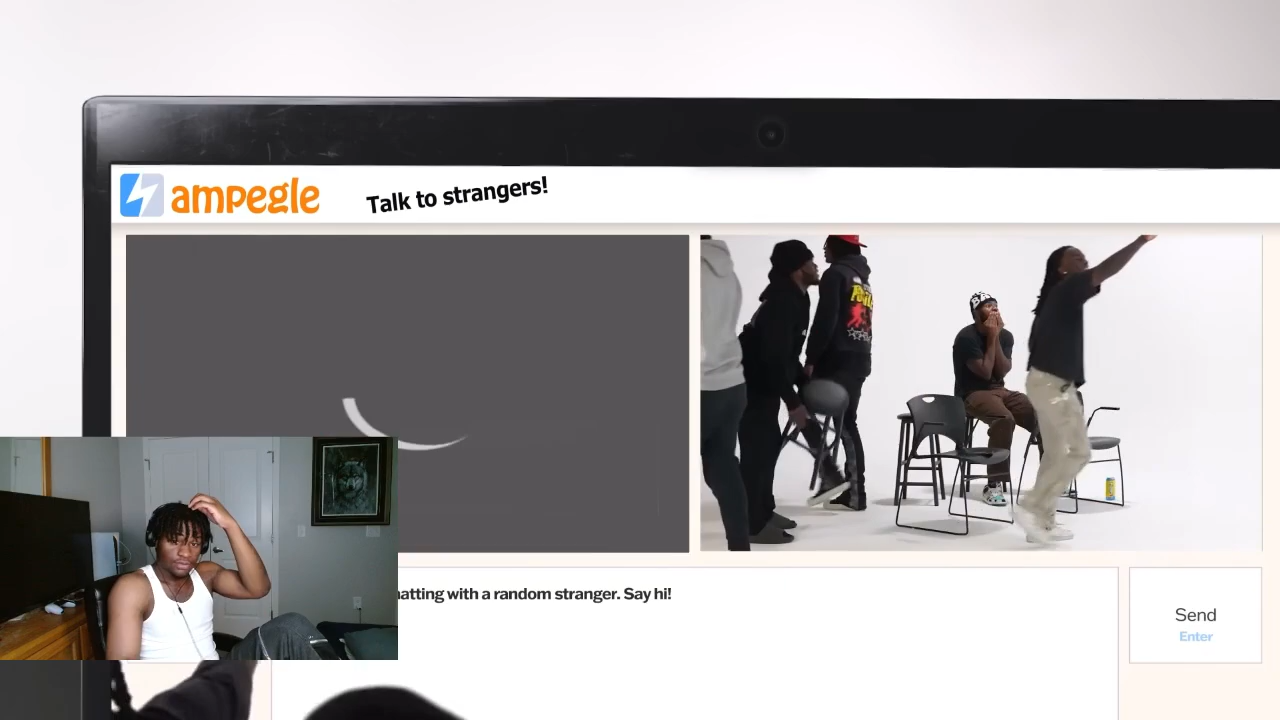 ampegle
Talk to strangers!
hatting with a random stranger. Say hi!
Send
Enter